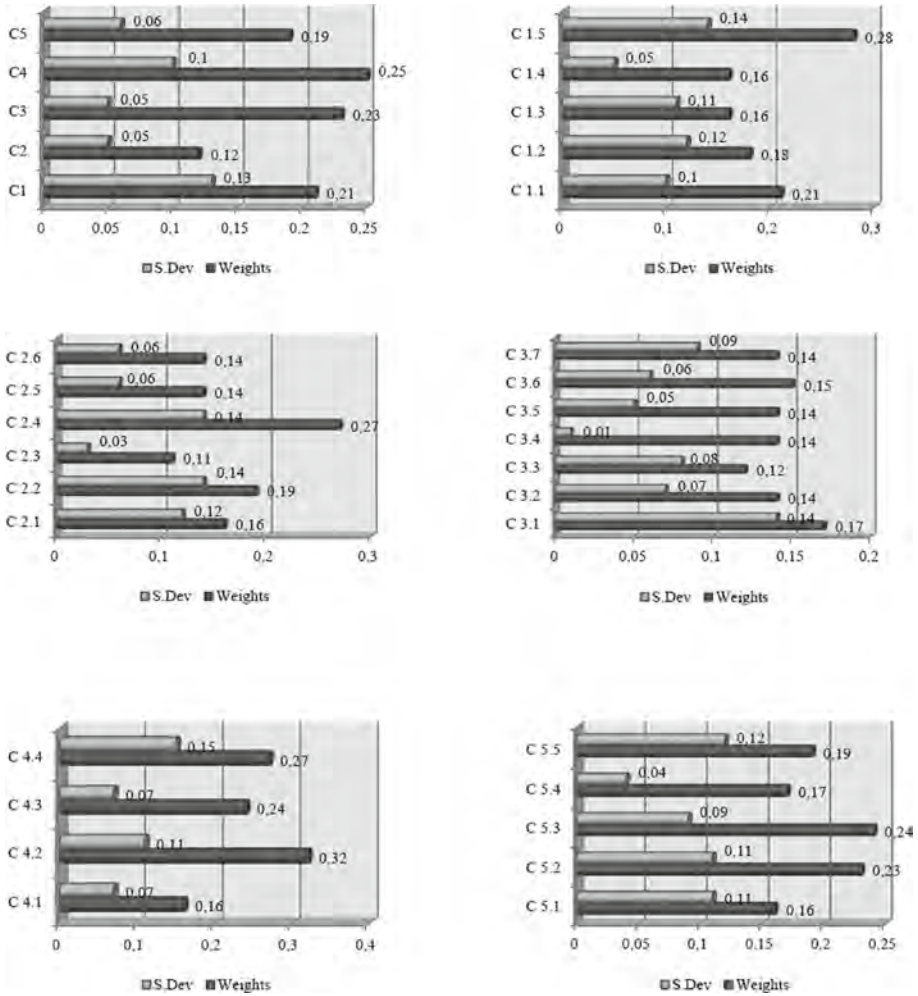 C5 0,06 0,19
C4 0,1 0,25
C3 0,05 0,23
C2 0,05 0,12
C1 0,13 0,21
0 0,05 0,1 0,15 0,2 0,25
S.Dev Weights
C 1.5 0,14 0,28
C 1.4 0,05 0,16
C 1.3 0,11 0,16
C 1.2 0,12 0,18
C 1.1 0,1 0,21
0 0,1 0,2 0,3
S.Dev Weights
C 2.6 0,06 0,14
C 2.5 0,06 0,14
C 2.4 0,14 0,27
C 2.3 0,03 0,11
C 2.2 0,14 0,19
C 2.1 0,12 0,16
0 0,1 0,2 0,3
S.Dev Weights
C 3.7 0,09 0,14
C 3.6 0,06 0,15
C 3.5 0,05 0,14
C 3.4 0,01 0,14
C 3.3 0,08 0,12
C 3.2 0,07 0,14
C 3.1 0,14 0,17
0 0,05 0,1 0,15 0,2
S.Dev Weights
C 4.4 0,15 0,27
C 4.3 0,07 0,24
C 4.2 0,11 0,32
C 4.1 0,07 0,16
0 0,1 0,2 0,3 0,4
S.Dev Weights
C 5.5 0,12 0,19
C 5.4 0,04 0,17
C 5.3 0,09 0,24
C 5.2 0,11 0,23
C 5.1 0,11 0,16
0 0,05 0,1 0,15 0,2 0,25
S.Dev Weights